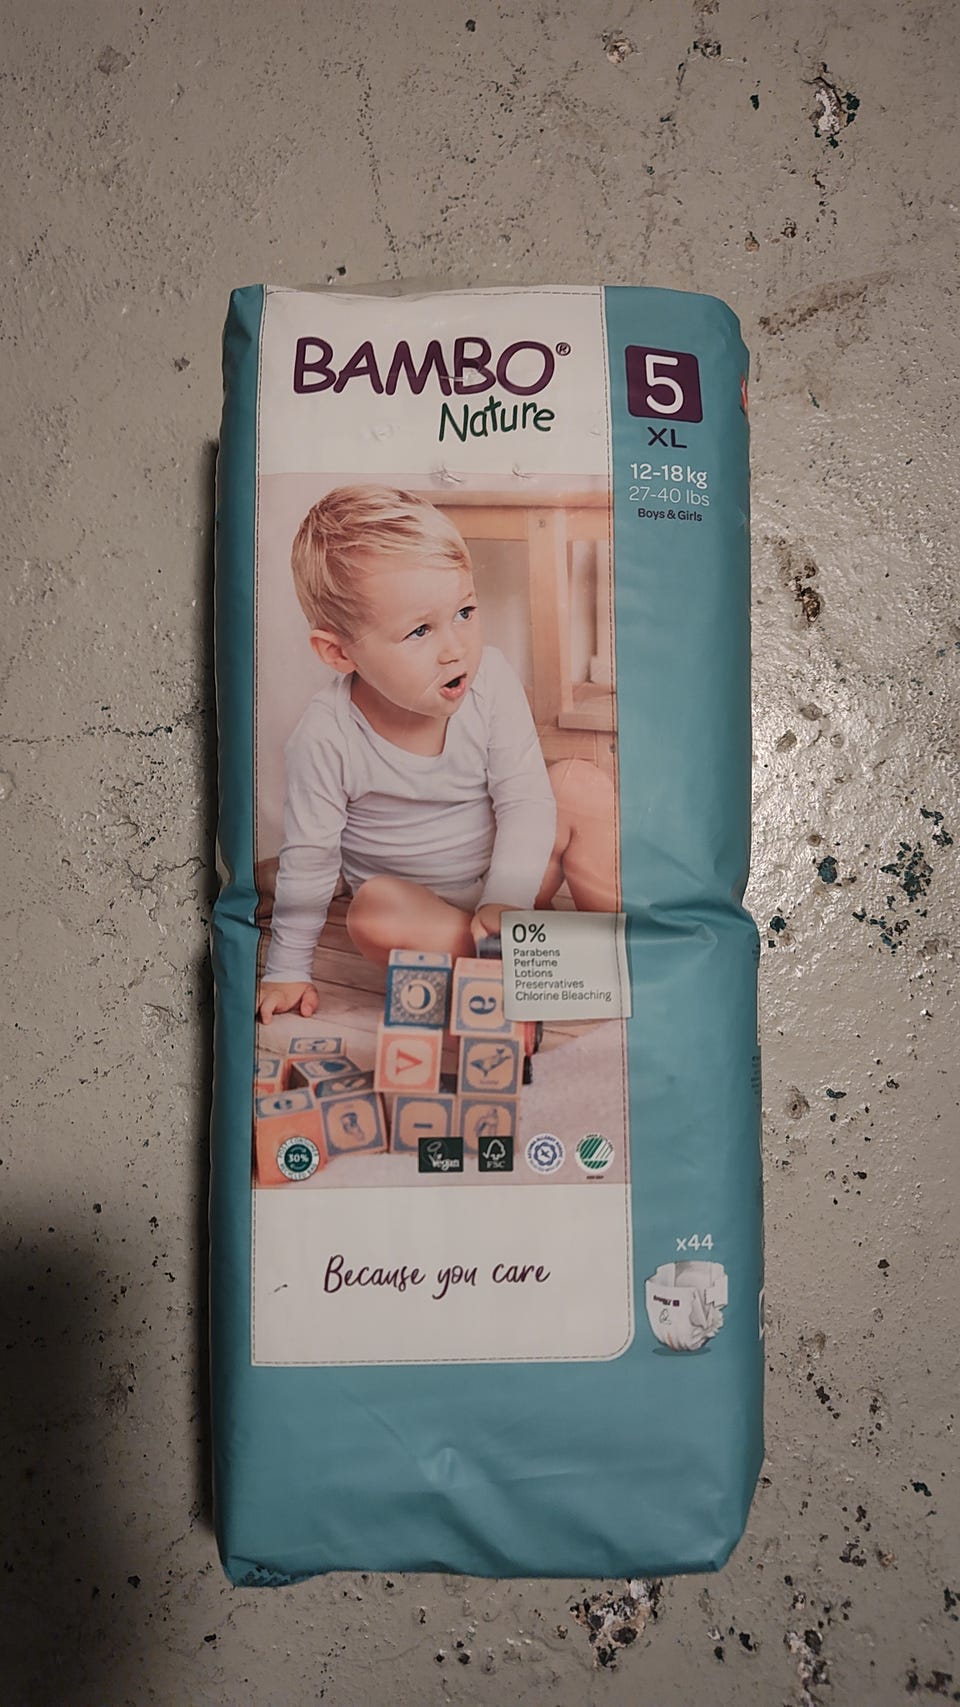 BAMBO®
Nature
5
XL
12-18 kg
27-40 lbs
Boys & Girls
0%
Parabens
Perfume
Lotions
Preservatives
Chlorine Bleaching
C
e
V
30%
Vegan
FSC
x44
Because you care